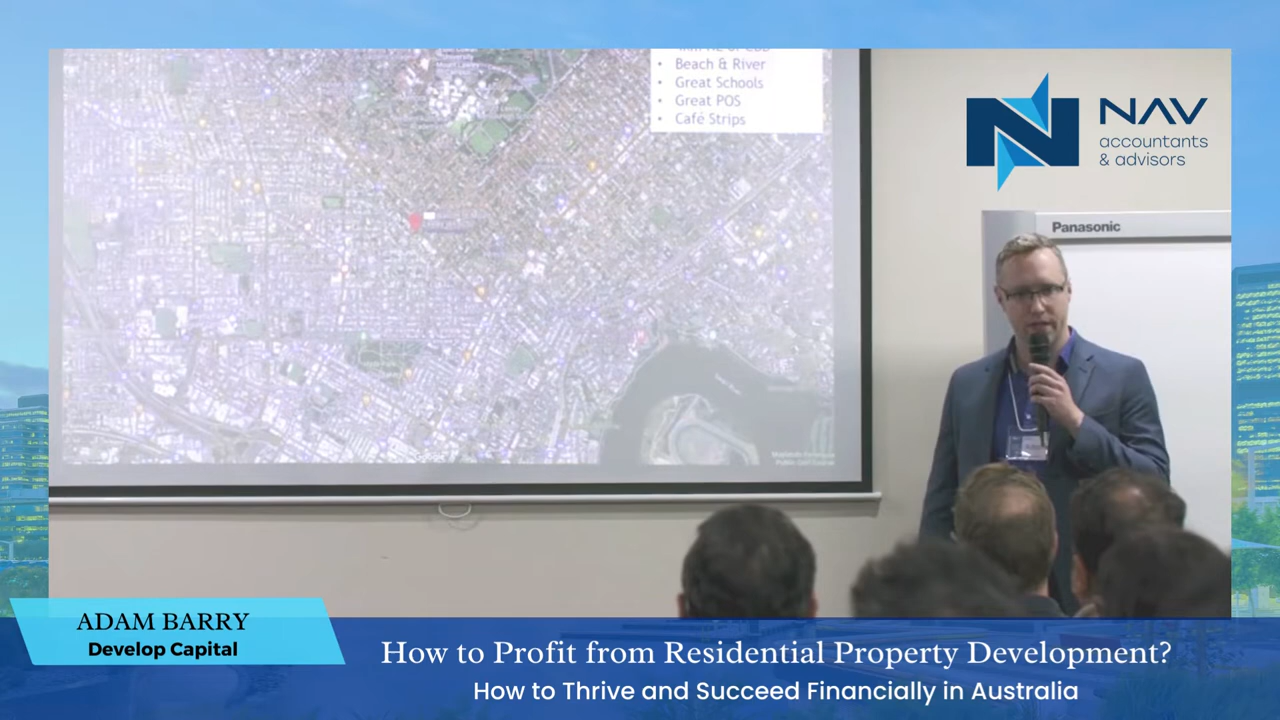 • Beach & River
• Great Schools
• Great POS
• Café Strips
NAV
accountants
& advisors
Panasonic
ADAM BARRY
Develop Capital
How to Profit from Residential Property Development?
How to Thrive and Succeed Financially in Australia